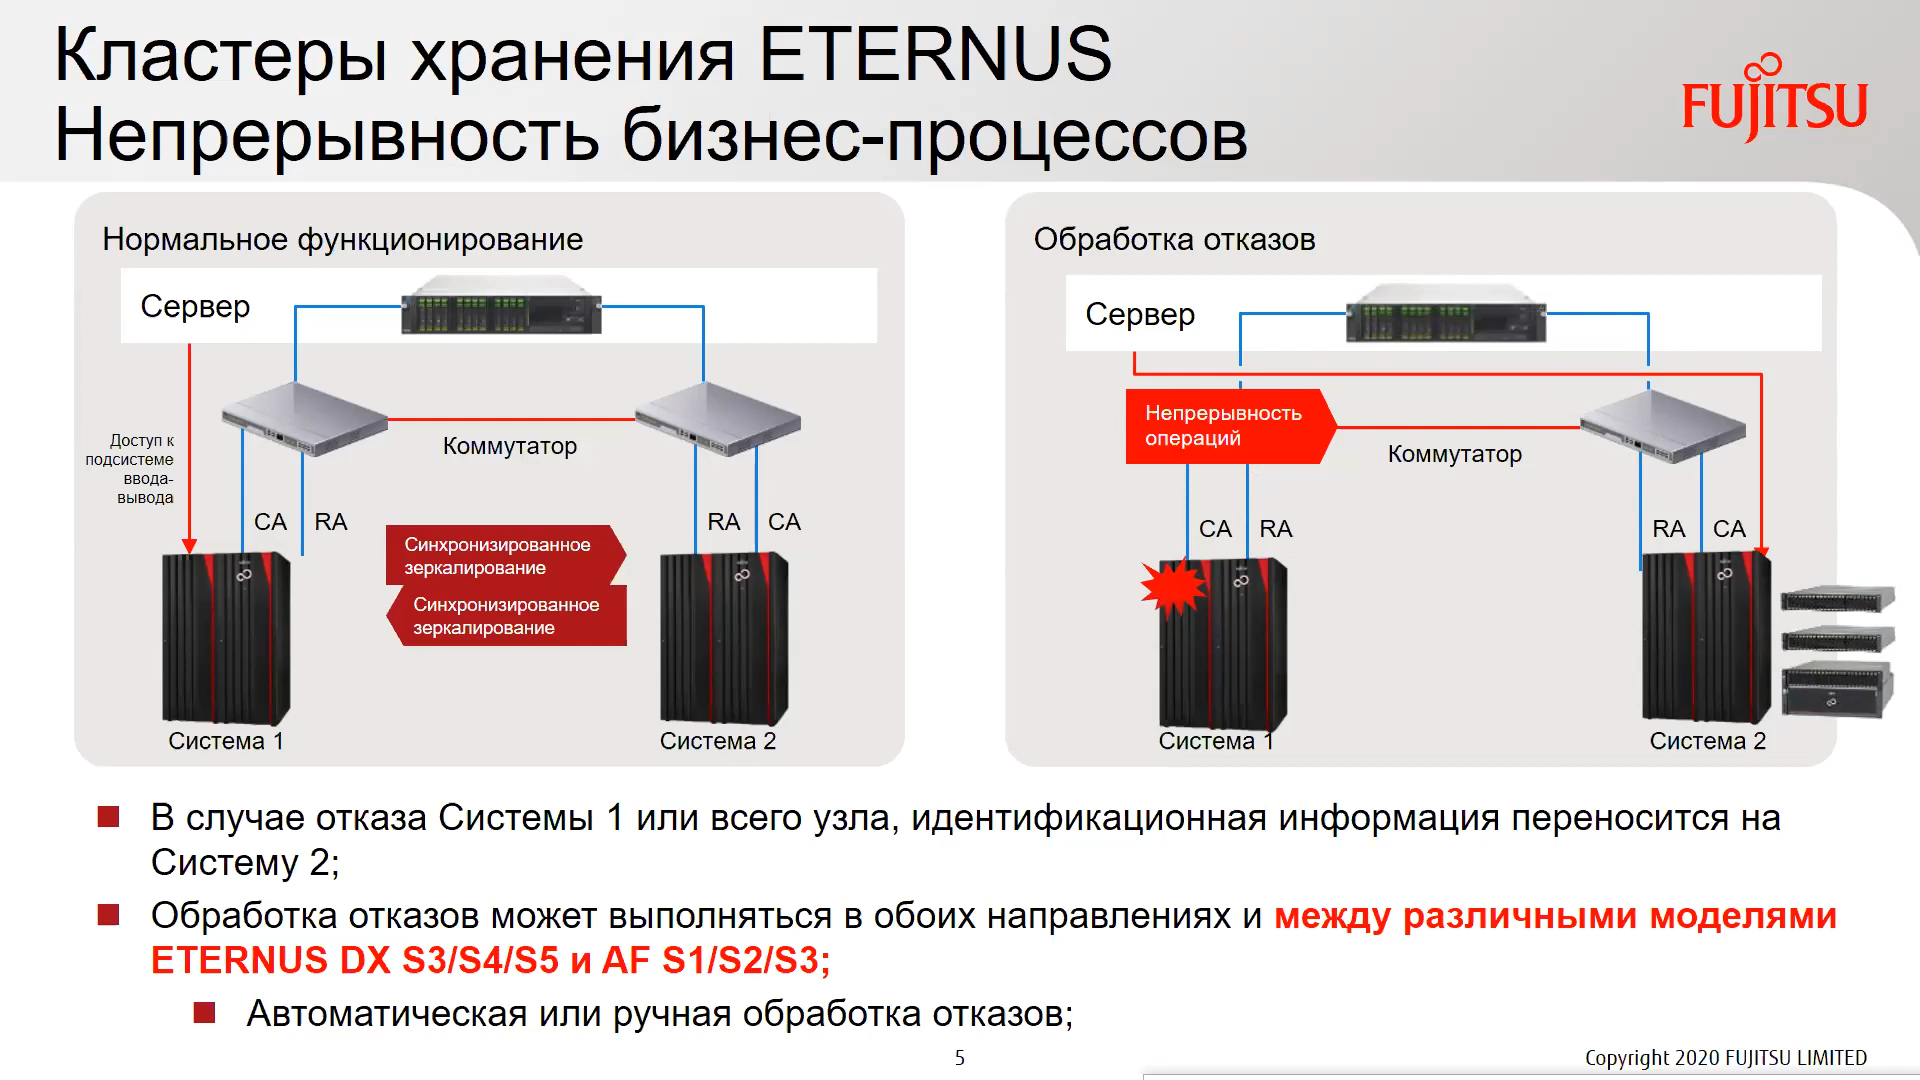 Кластеры хранения ETERNUS
Непрерывность бизнес-процессов
FUJITSU
Нормальное функционирование
Сервер
Доступ к
подсистеме
ввода-
вывода
Коммутатор
CA
RA
RA
CA
Синхронизированное
зеркалирование
Синхронизированное
зеркалирование
Система 1
Система 2
Обработка отказов
Сервер
Непрерывность
операций
Коммутатор
CA
RA
RA
CA
Система 1
Система 2
В случае отказа Системы 1 или всего узла, идентификационная информация переносится на
Систему 2;
Обработка отказов может выполняться в обоих направлениях и между различными моделями
ETERNUS DX S3/S4/S5 и AF S1/S2/S3;
Автоматическая или ручная обработка отказов;
5
Copyright 2020 FUJITSU LIMITED